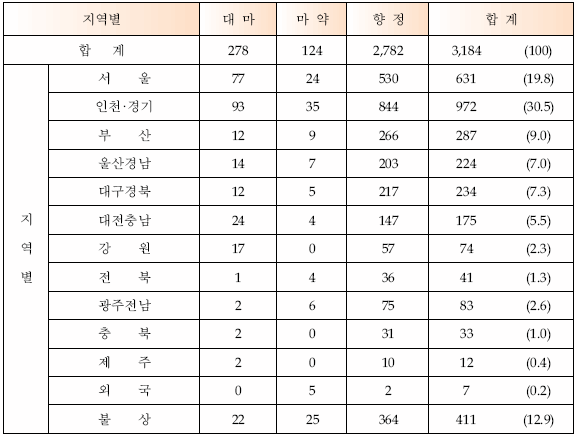 지역별 대 마 마 약 향 정 합 계
합 계 278 124 2,782 3,184 (100)
지역별
서 울 77 24 530 631 (19.8)
인천·경기 93 35 844 972 (30.5)
부 산 12 9 266 287 (9.0)
울산경남 14 7 203 224 (7.0)
대구경북 12 5 217 234 (7.3)
대전충남 24 4 147 175 (5.5)
강 원 17 0 57 74 (2.3)
전 북 1 4 36 41 (1.3)
광주전남 2 6 75 83 (2.6)
충 북 2 0 31 33 (1.0)
제 주 2 0 10 12 (0.4)
외 국 0 5 2 7 (0.2)
불 상 22 25 364 411 (12.9)